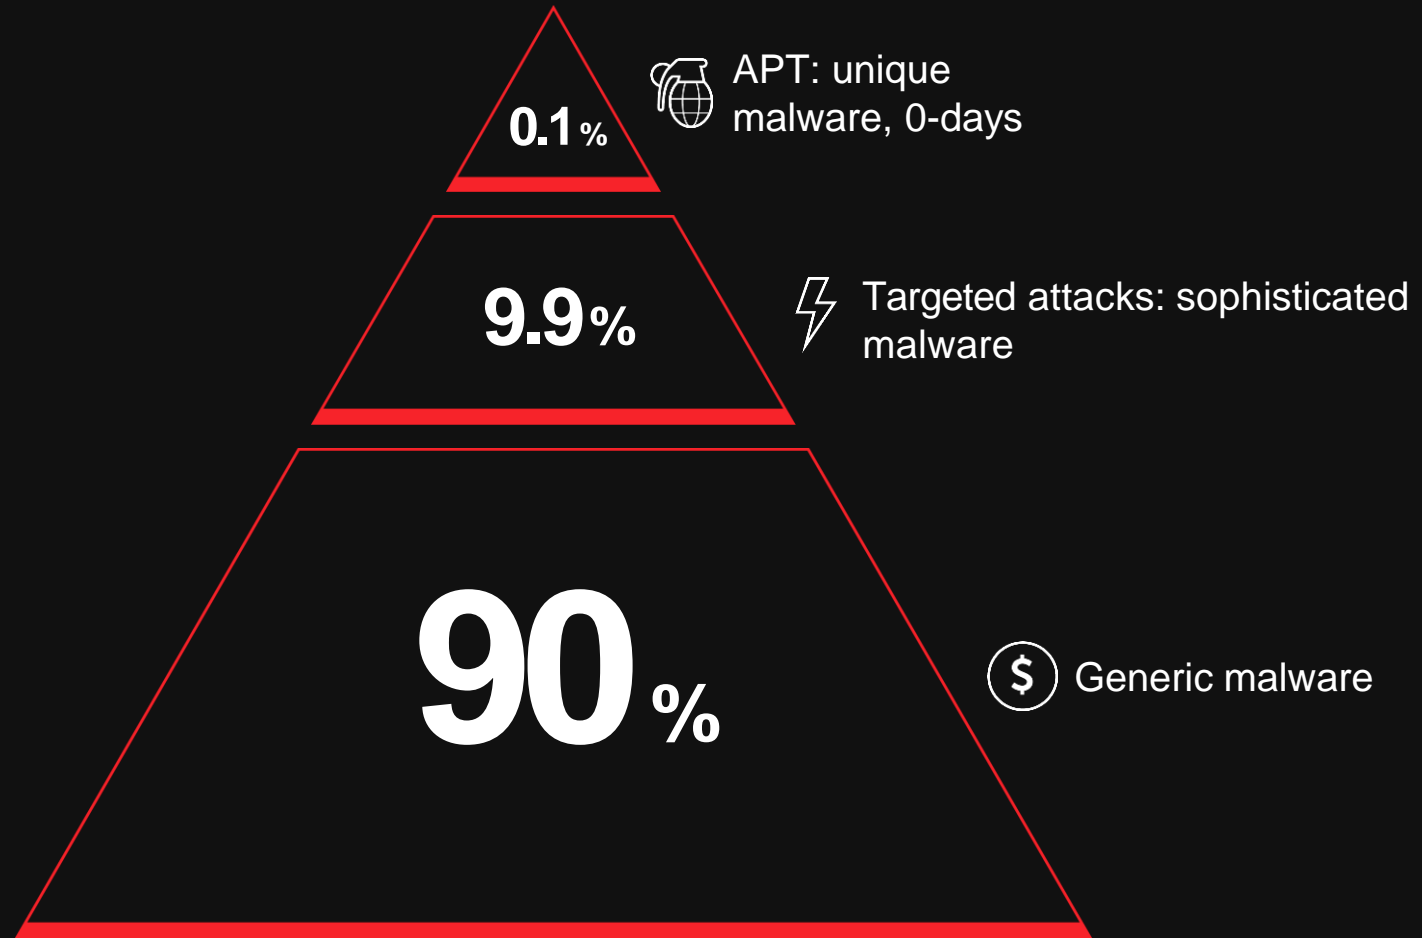 0.1%
APT: unique
malware, 0-days
9.9%
Targeted attacks: sophisticated
malware
90%
$ Generic malware